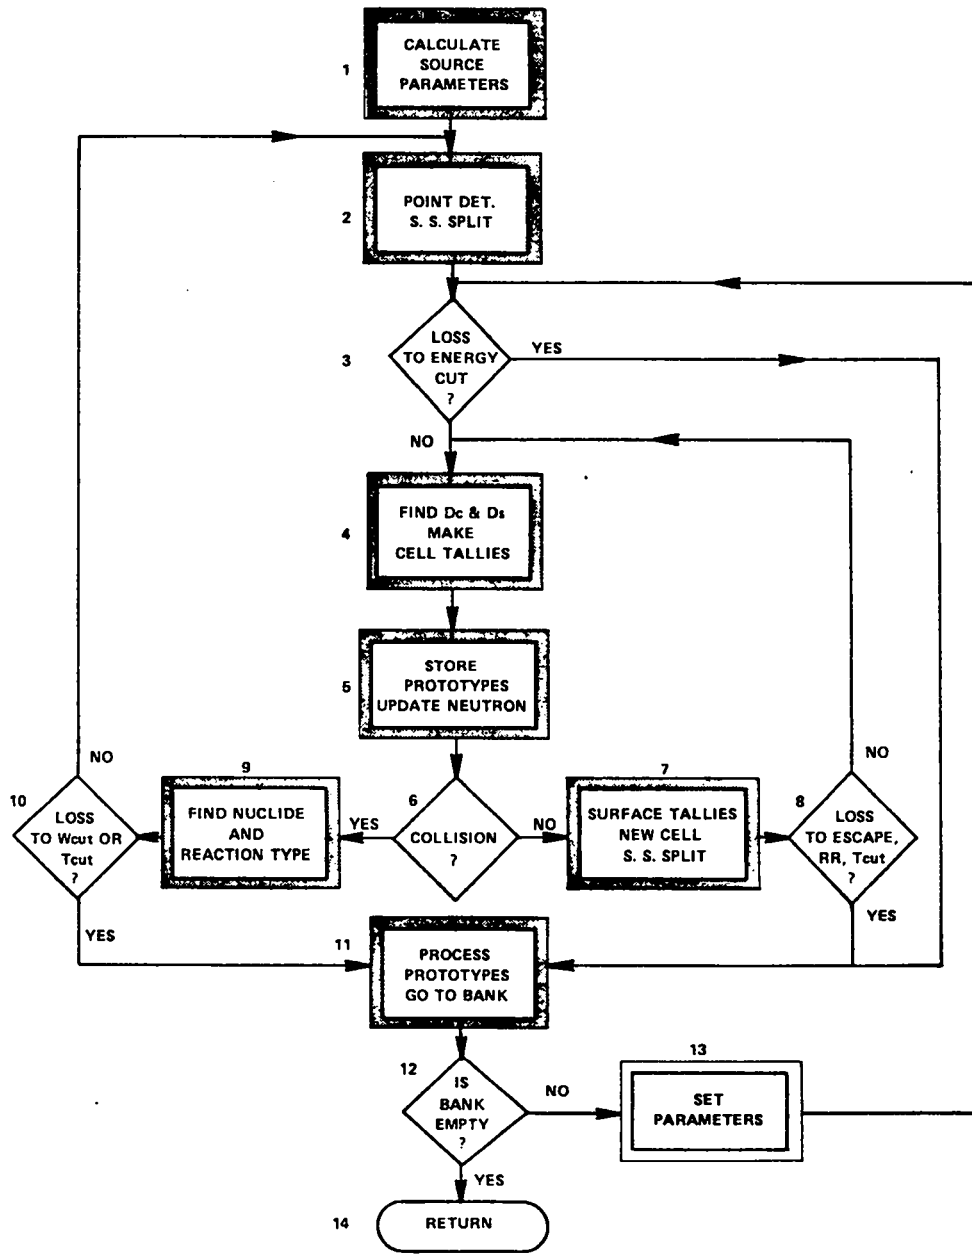 1
CALCULATE
SOURCE
PARAMETERS
2
POINT DET.
S. S. SPLIT
3
LOSS
TO ENERGY
CUT
?
YES
NO
4
FIND Dc & Ds
MAKE
CELL TALLIES
5
STORE
PROTOTYPES
UPDATE NEUTRON
6
COLLISION
?
YES
NO
7
SURFACE TALLIES
NEW CELL
S. S. SPLIT
8
LOSS
TO ESCAPE,
RR, Tcut
?
NO
YES
9
FIND NUCLIDE
AND
REACTION TYPE
10
LOSS
TO Wcut OR
Tcut
?
NO
YES
11
PROCESS
PROTOTYPES
GO TO BANK
12
IS
BANK
EMPTY
?
NO
YES
13
SET
PARAMETERS
14
RETURN